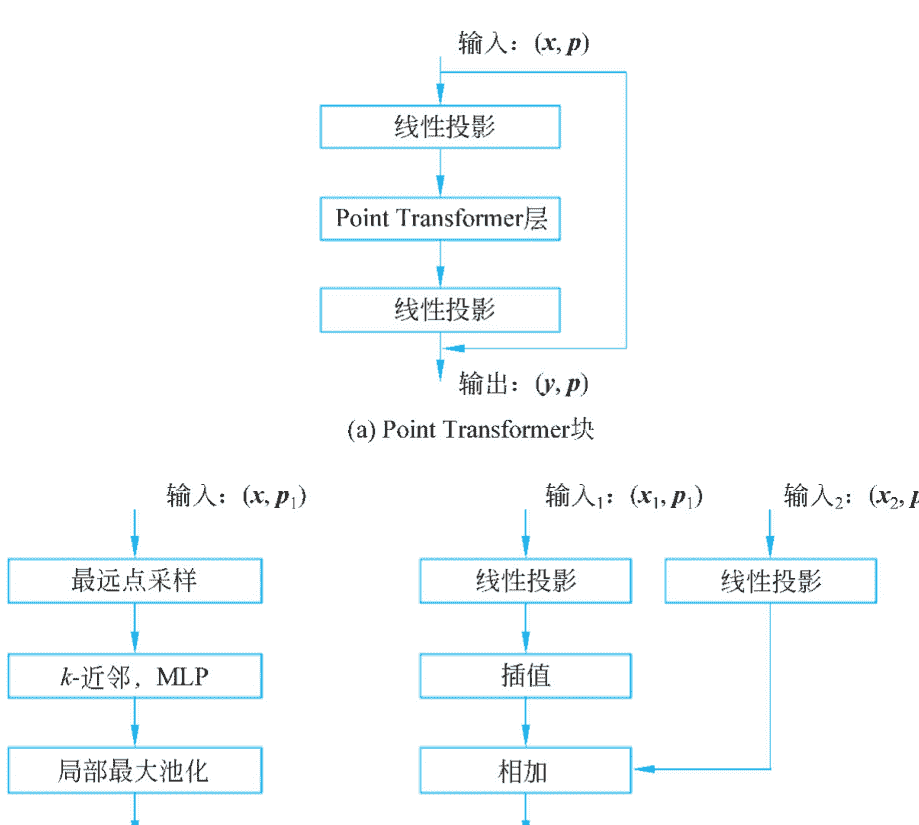 输入：(x, p)
线性投影
Point Transformer层
线性投影
输出：(y, p)
(a) Point Transformer块
输入：(x, p₁)
最远点采样
k-近邻，MLP
局部最大池化
输入₁：(x₁, p₁)
线性投影
插值
相加
输入₂：(x₂, p
线性投影